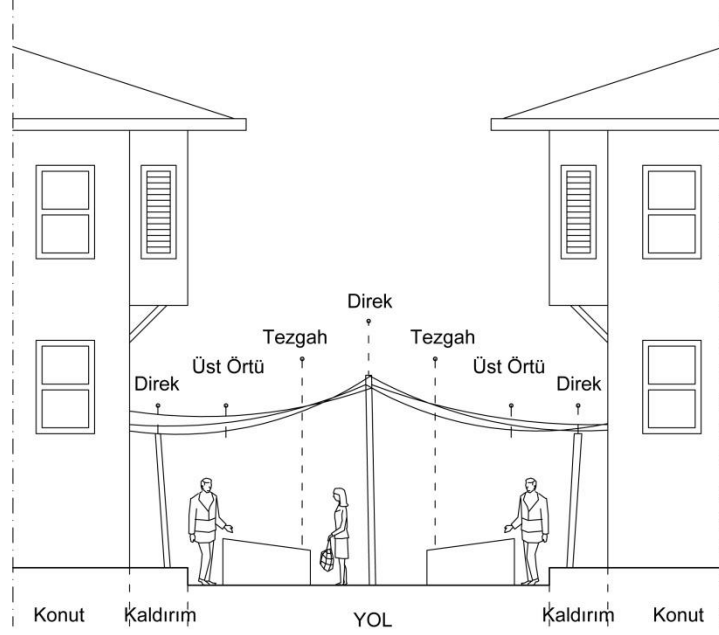 Direk
Tezgah
Tezgah
Üst Örtü
Üst Örtü
Direk
Direk
Konut
Kaldırım
YOL
Kaldırım
Konut